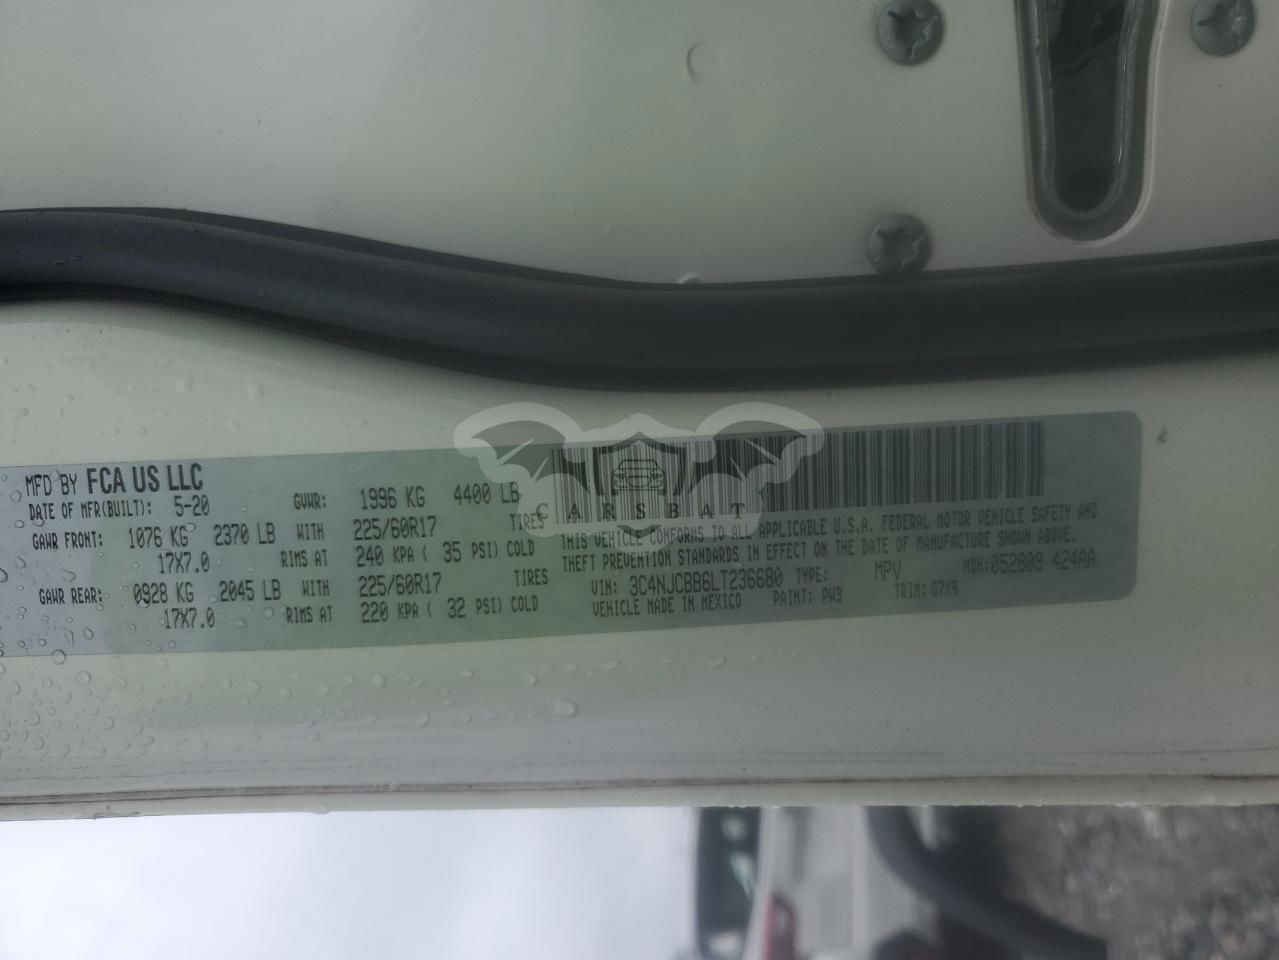 MFD BY FCA US LLC
DATE OF MFR(BUILT): 5-20 GVWR: 1996 KG 4400 LB
GAWR FRONT: 1076 KG 2370 LB WITH 225/60R17 TIRES
17X7.0 RIMS AT 240 KPA ( 35 PSI) COLD
GAWR REAR: 0928 KG 2045 LB WITH 225/60R17 TIRES
17X7.0 RIMS AT 220 KPA ( 32 PSI) COLD
CARSBAT
THIS VEHICLE CONFORMS TO ALL APPLICABLE U.S.A. FEDERAL MOTOR VEHICLE SAFETY AND
THEFT PREVENTION STANDARDS IN EFFECT ON THE DATE OF MANUFACTURE SHOWN ABOVE.
VIN: 3C4NJCBB6LT236680 TYPE: MPV MDH: 052809 424AA
VEHICLE MADE IN MEXICO PAINT: PW3 TRIM: G7X9